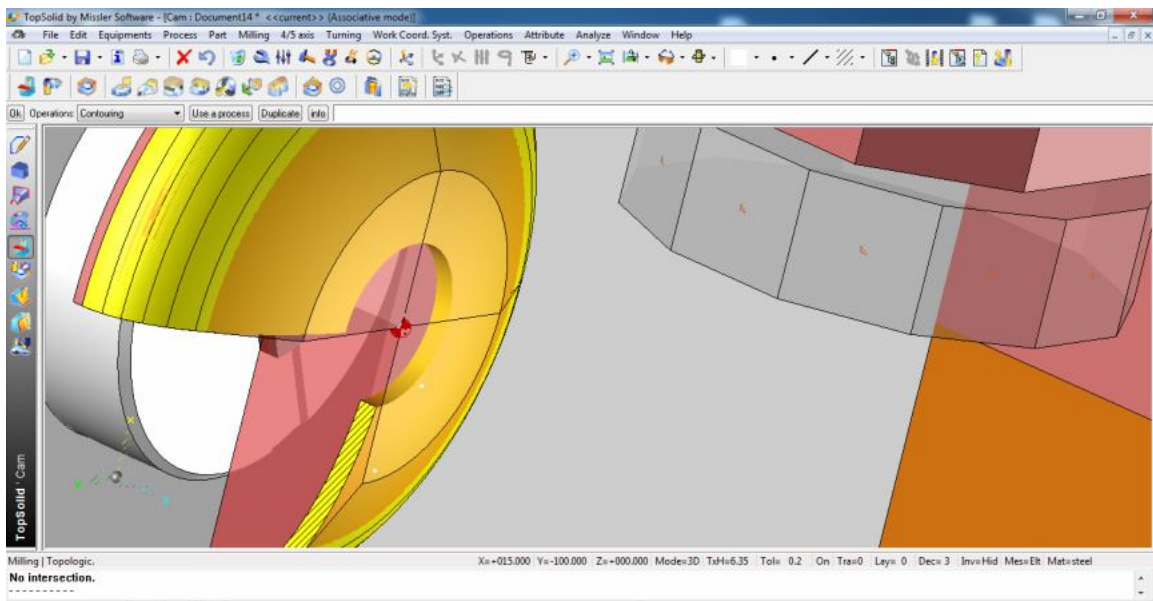 TopSolid by Missler Software - [Cam : Document14 * <<current>> (Associative mode)]
File Edit Equipments Process Part Milling 4/5 axis Turning Work Coord. Syst. Operations Attribute Analyze Window Help
Ok Operations: Contouring Use a process Duplicate info
TopSolid'Cam
Milling | Topologic. X=+015.000 Y=-100.000 Z=+000.000 Mode=3D TxH=6.35 Tol= 0.2 On Tra=0 Lay= 0 Dec= 3 Inv=Hid Mes=Elt Mat=steel
No intersection.
----------